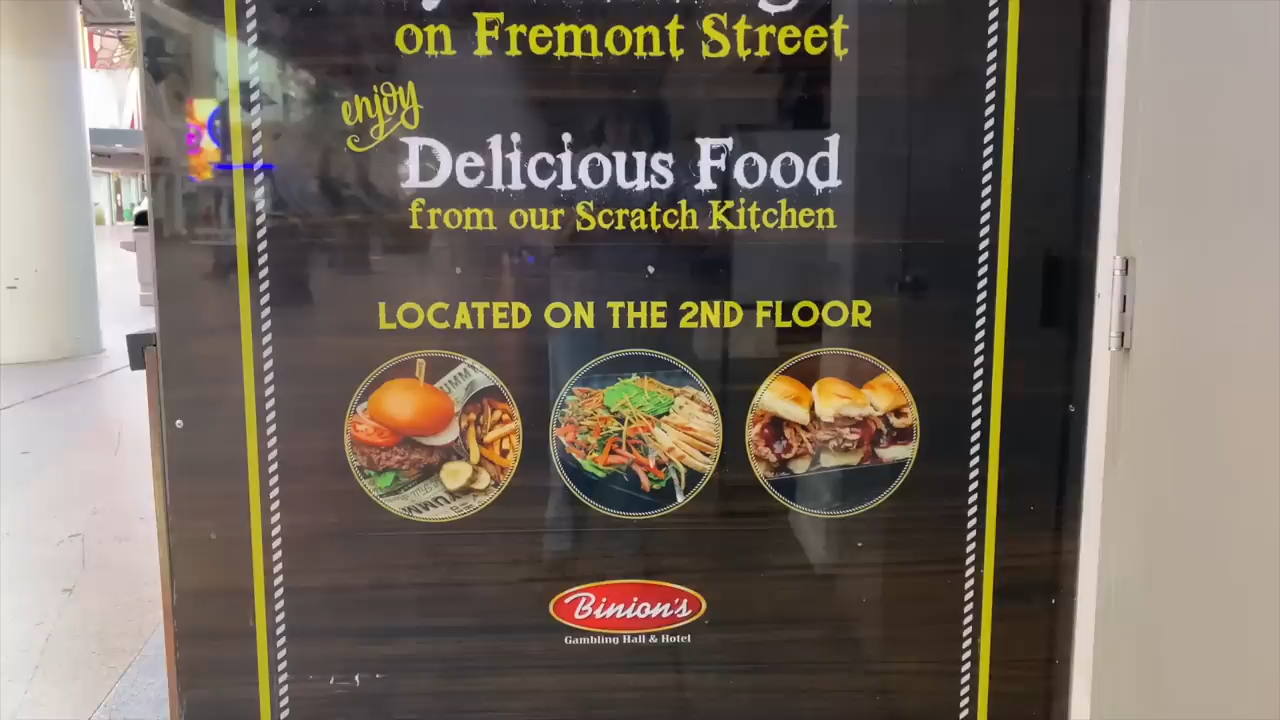 on Fremont Street
enjoy
Delicious Food
from our Scratch Kitchen
LOCATED ON THE 2ND FLOOR
Binion's
Gambling Hall & Hotel